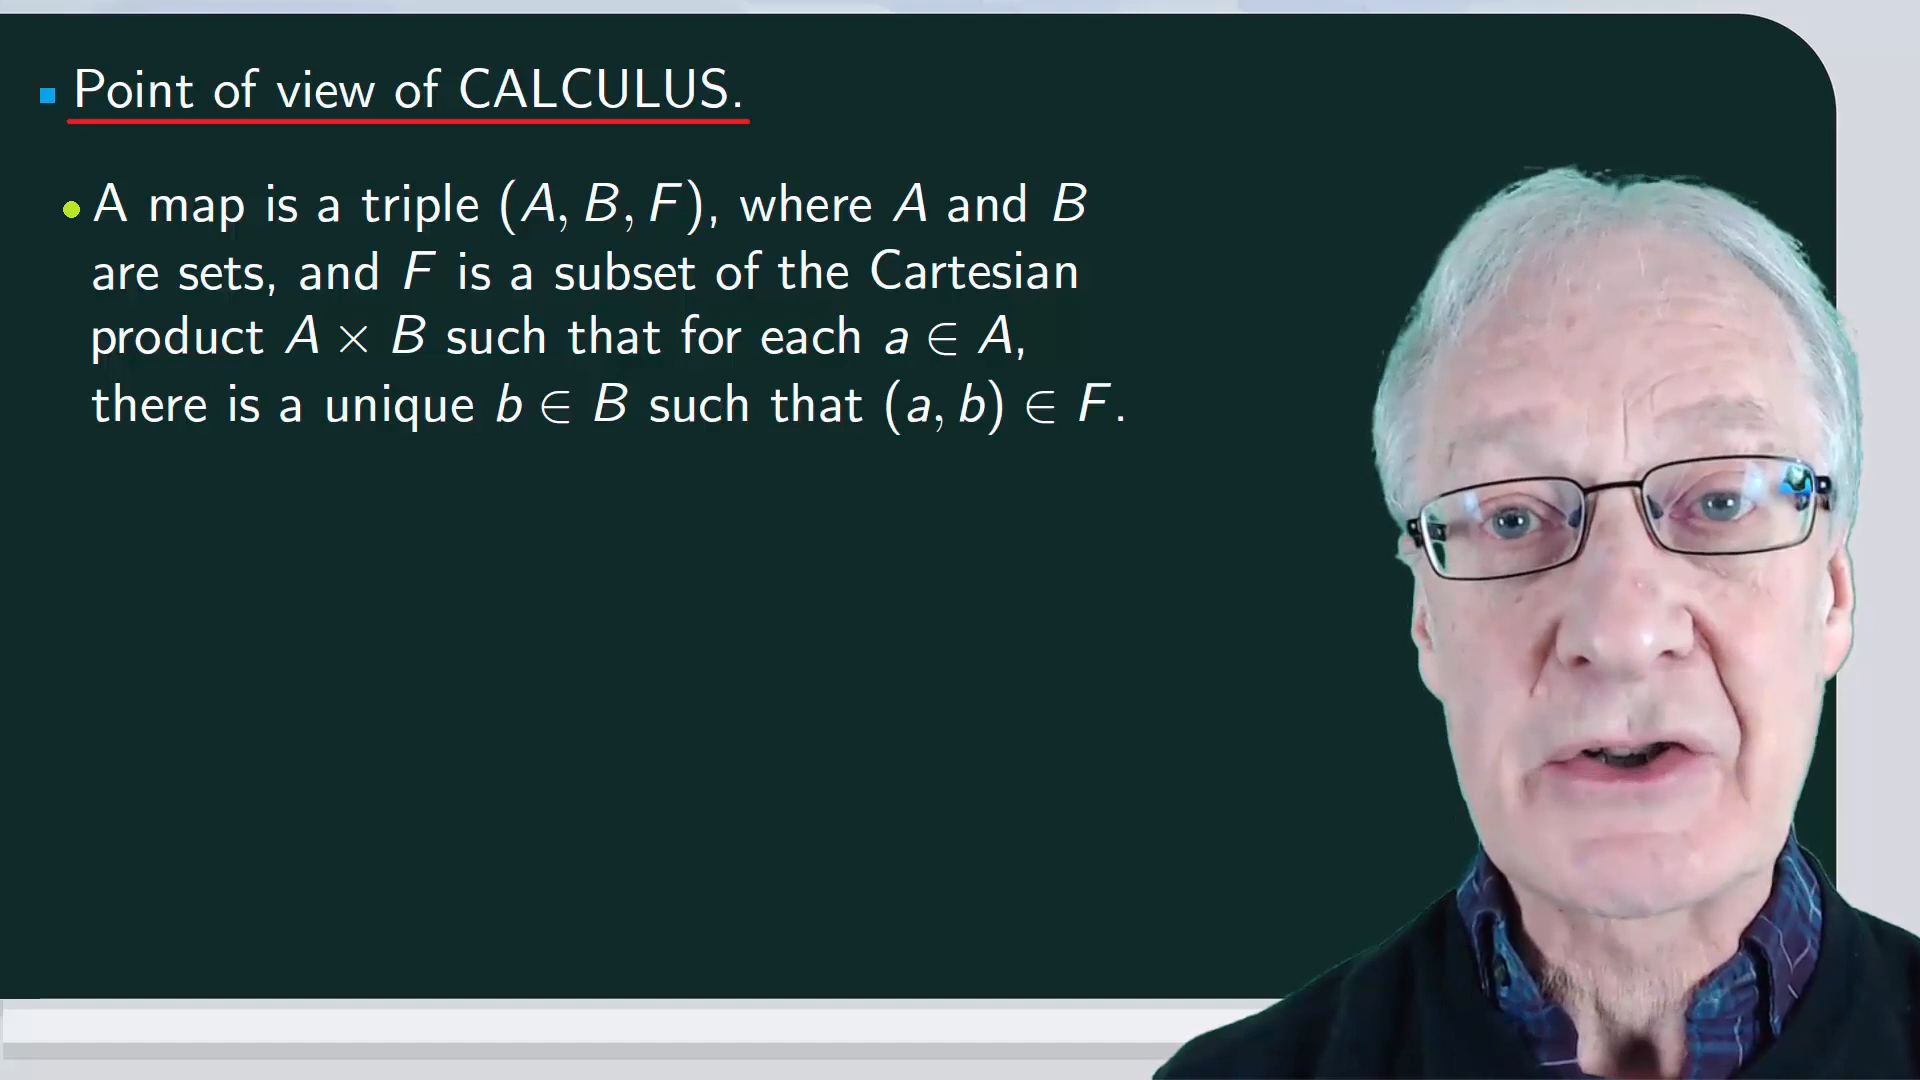 Point of view of CALCULUS.
A map is a triple (A, B, F), where A and B
are sets, and F is a subset of the Cartesian
product A × B such that for each a ∈ A,
there is a unique b ∈ B such that (a, b) ∈ F.